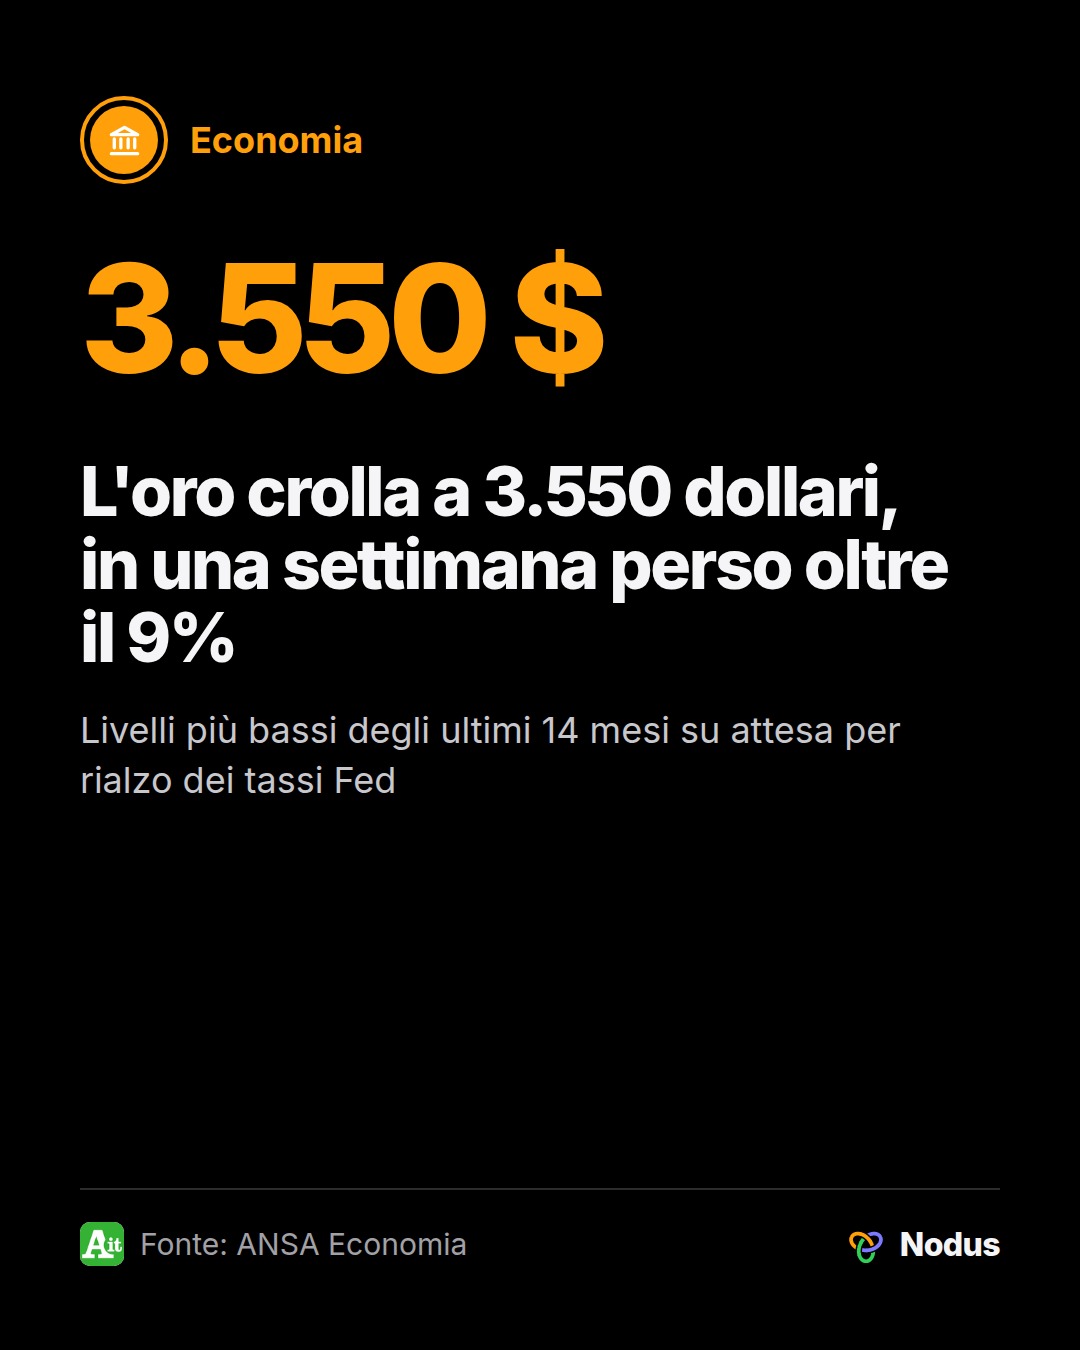 Economia
3.550 $
L'oro crolla a 3.550 dollari,
in una settimana perso oltre
il 9%
Livelli più bassi degli ultimi 14 mesi su attesa per
rialzo dei tassi Fed
Ait Fonte: ANSA Economia
Nodus